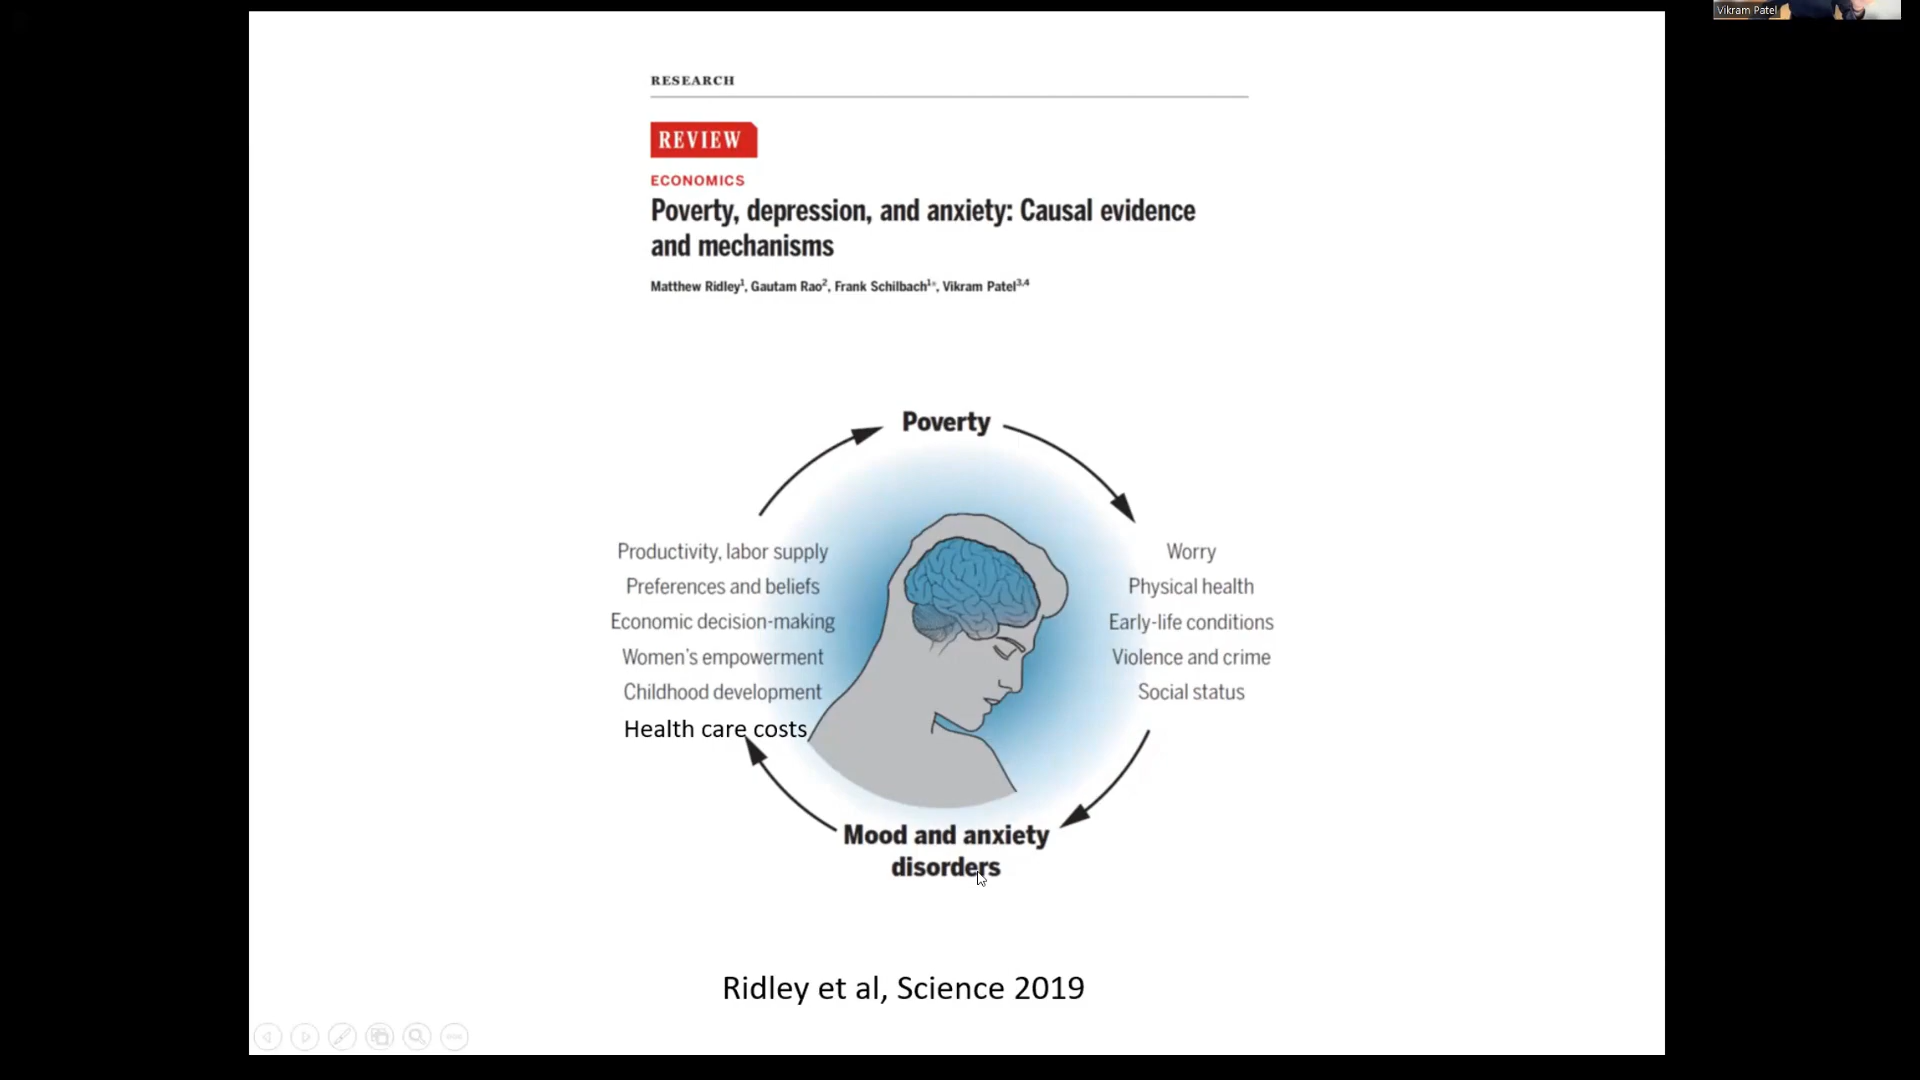 Vikram Patel
RESEARCH
REVIEW
ECONOMICS
Poverty, depression, and anxiety: Causal evidence
and mechanisms
Matthew Ridley¹, Gautam Rao², Frank Schilbach¹*, Vikram Patel³,⁴
Poverty
Productivity, labor supply
Preferences and beliefs
Economic decision-making
Women's empowerment
Childhood development
Health care costs
Worry
Physical health
Early-life conditions
Violence and crime
Social status
Mood and anxiety
disorders
Ridley et al, Science 2019